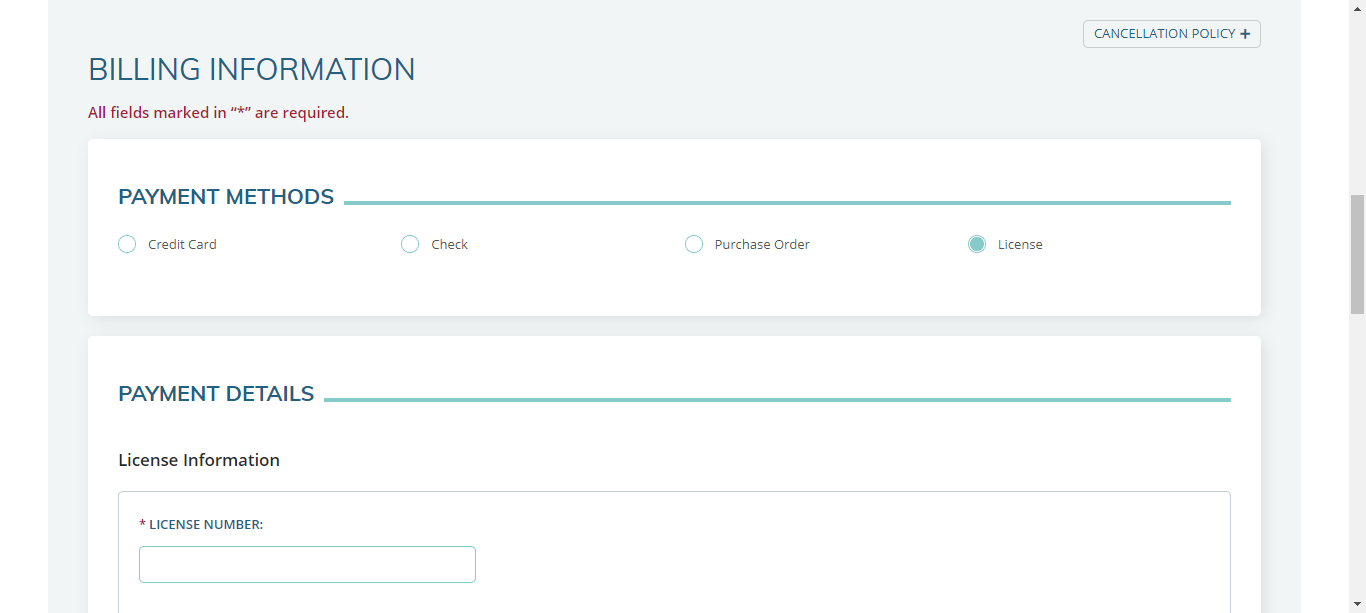 CANCELLATION POLICY +
BILLING INFORMATION
All fields marked in “*” are required.
PAYMENT METHODS
Credit Card Check Purchase Order License
PAYMENT DETAILS
License Information
* LICENSE NUMBER: